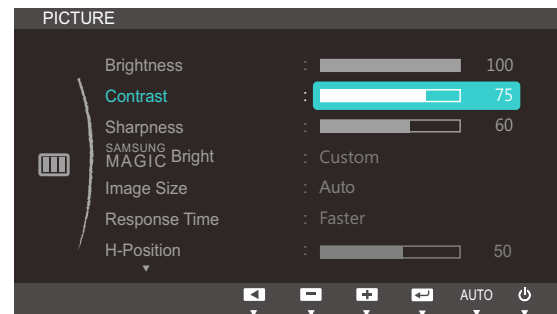 PICTURE
Brightness : 100
Contrast : 75
Sharpness : 60
SAMSUNG
MAGIC Bright : Custom
Image Size : Auto
Response Time : Faster
H-Position : 50
AUTO